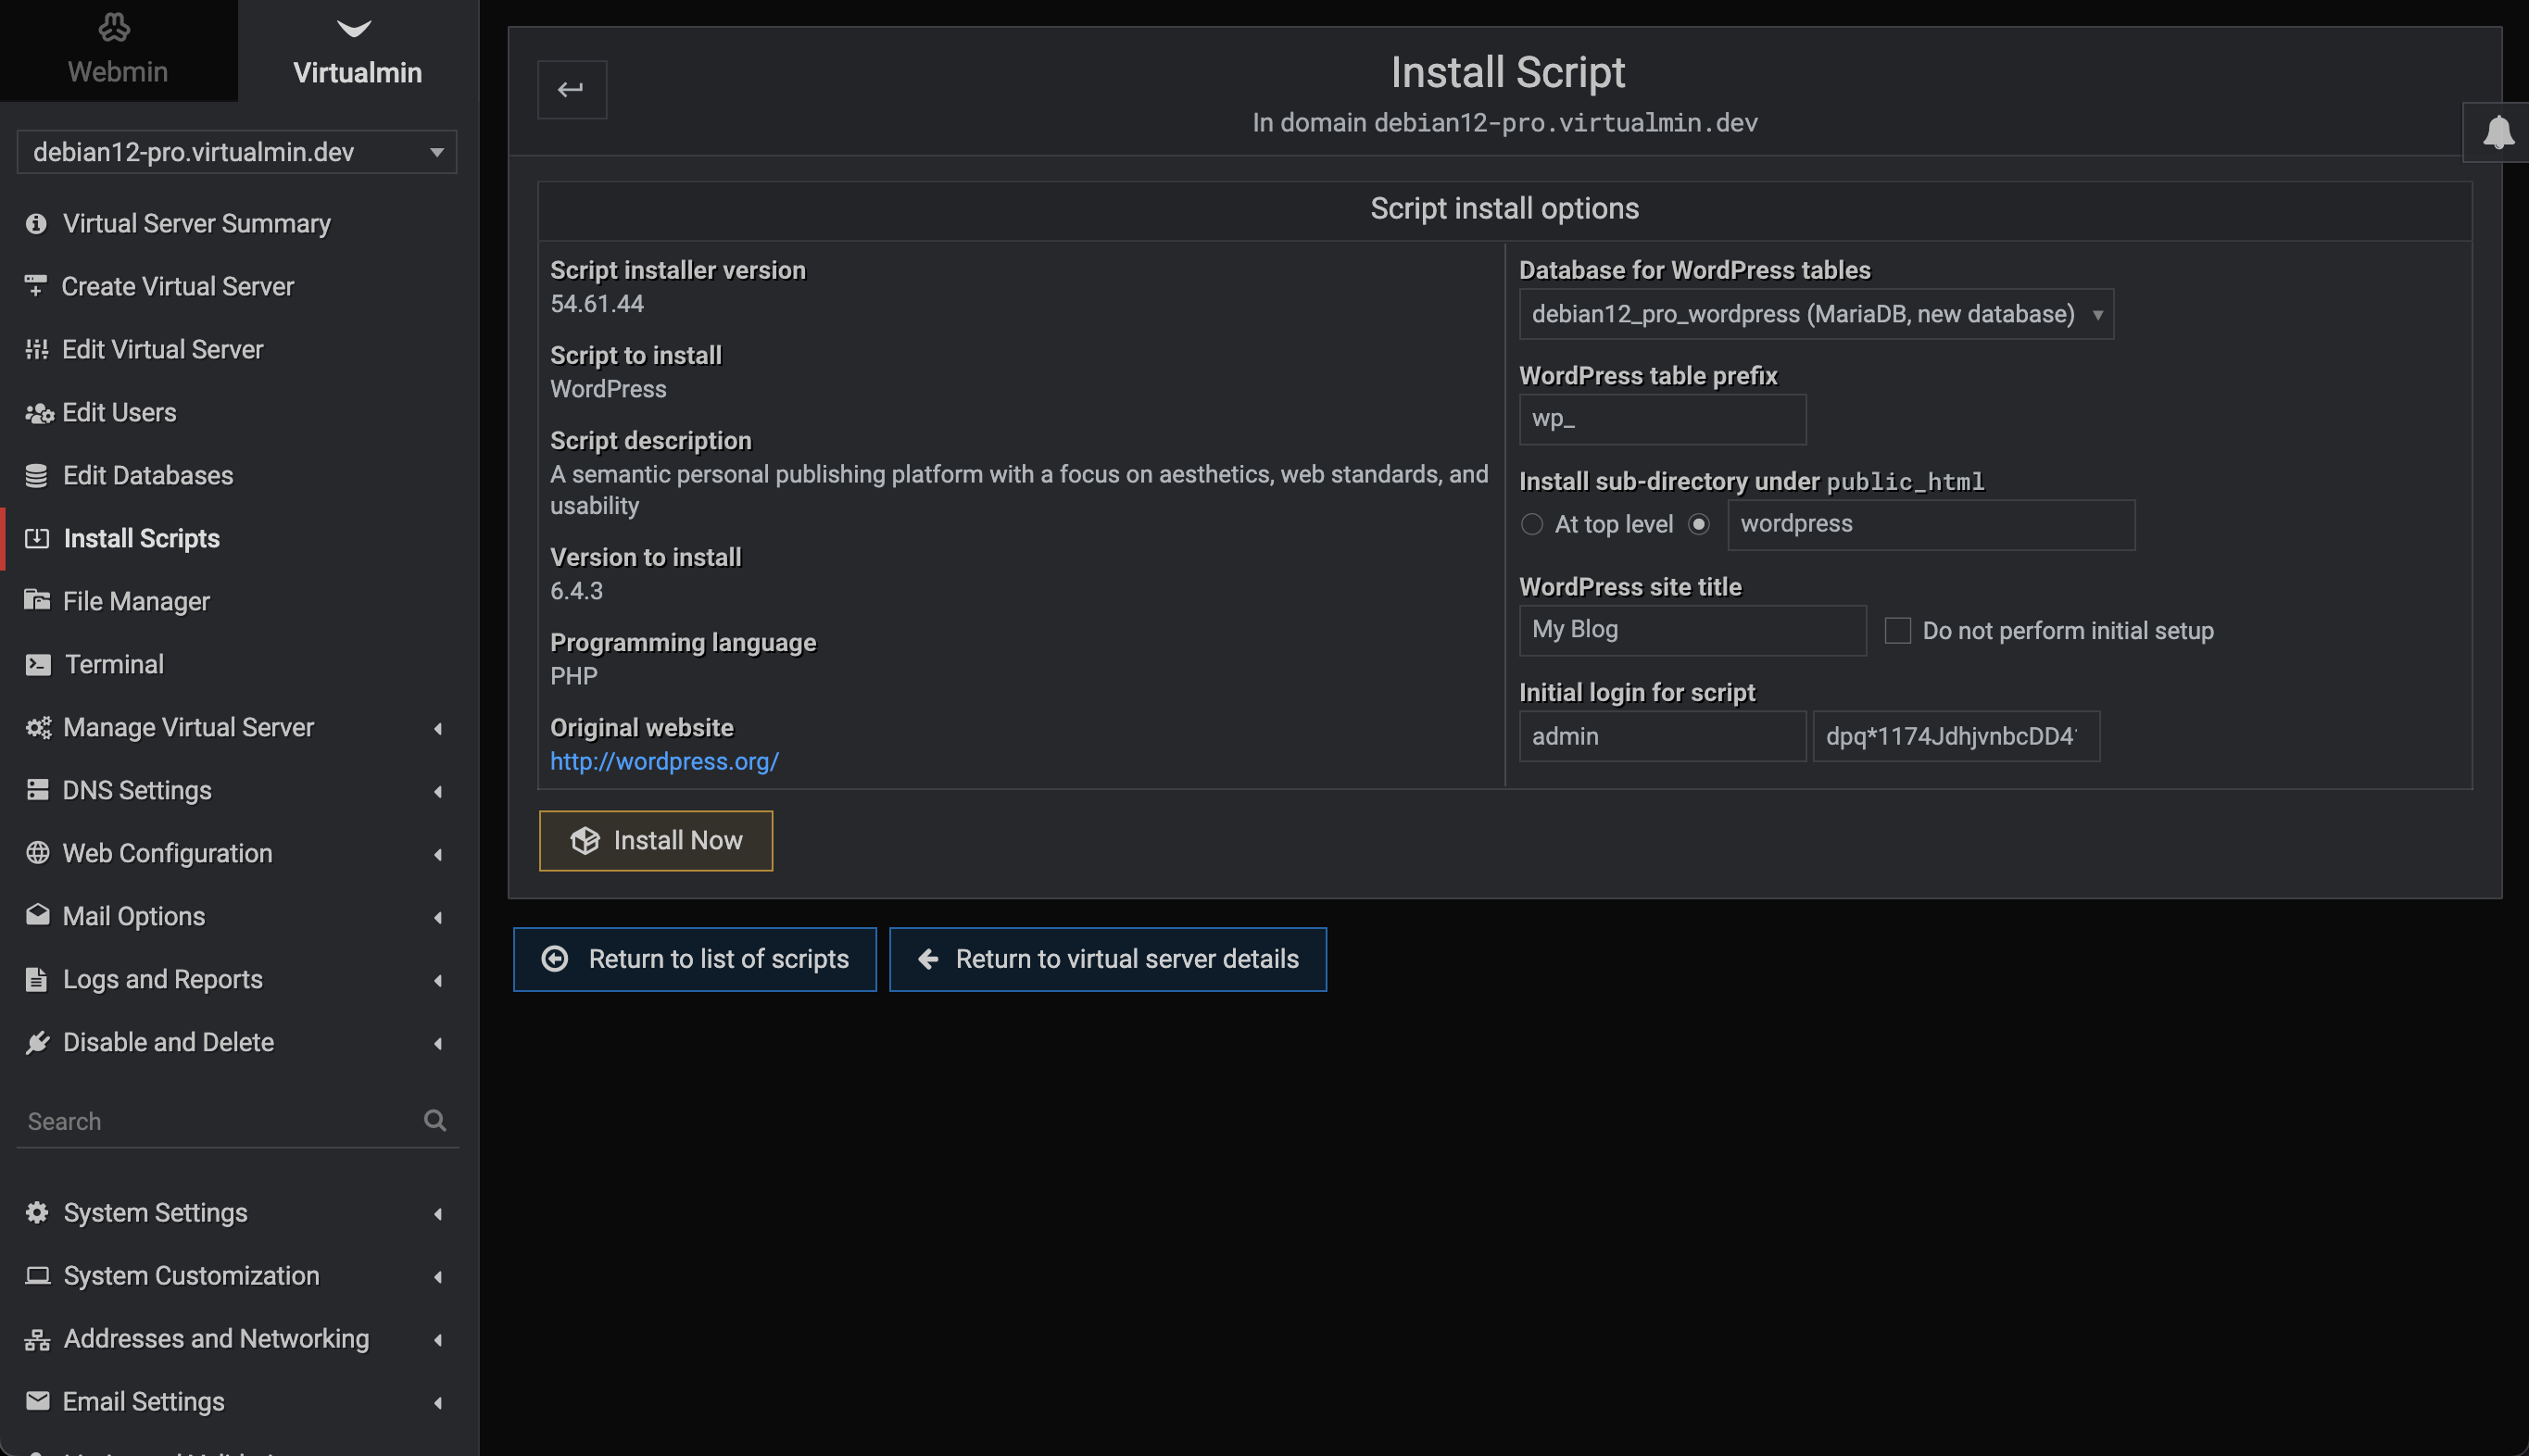 Webmin
Virtualmin
debian12-pro.virtualmin.dev
Virtual Server Summary
Create Virtual Server
Edit Virtual Server
Edit Users
Edit Databases
Install Scripts
File Manager
Terminal
Manage Virtual Server
DNS Settings
Web Configuration
Mail Options
Logs and Reports
Disable and Delete
Search
System Settings
System Customization
Addresses and Networking
Email Settings
Install Script
In domain debian12-pro.virtualmin.dev
Script install options
Script installer version
54.61.44
Script to install
WordPress
Script description
A semantic personal publishing platform with a focus on aesthetics, web standards, and
usability
Version to install
6.4.3
Programming language
PHP
Original website
http://wordpress.org/
Database for WordPress tables
debian12_pro_wordpress (MariaDB, new database)
WordPress table prefix
wp_
Install sub-directory under public_html
At top level wordpress
WordPress site title
My Blog Do not perform initial setup
Initial login for script
admin dpq*1174JdhjvnbcDD4
Install Now
Return to list of scripts Return to virtual server details